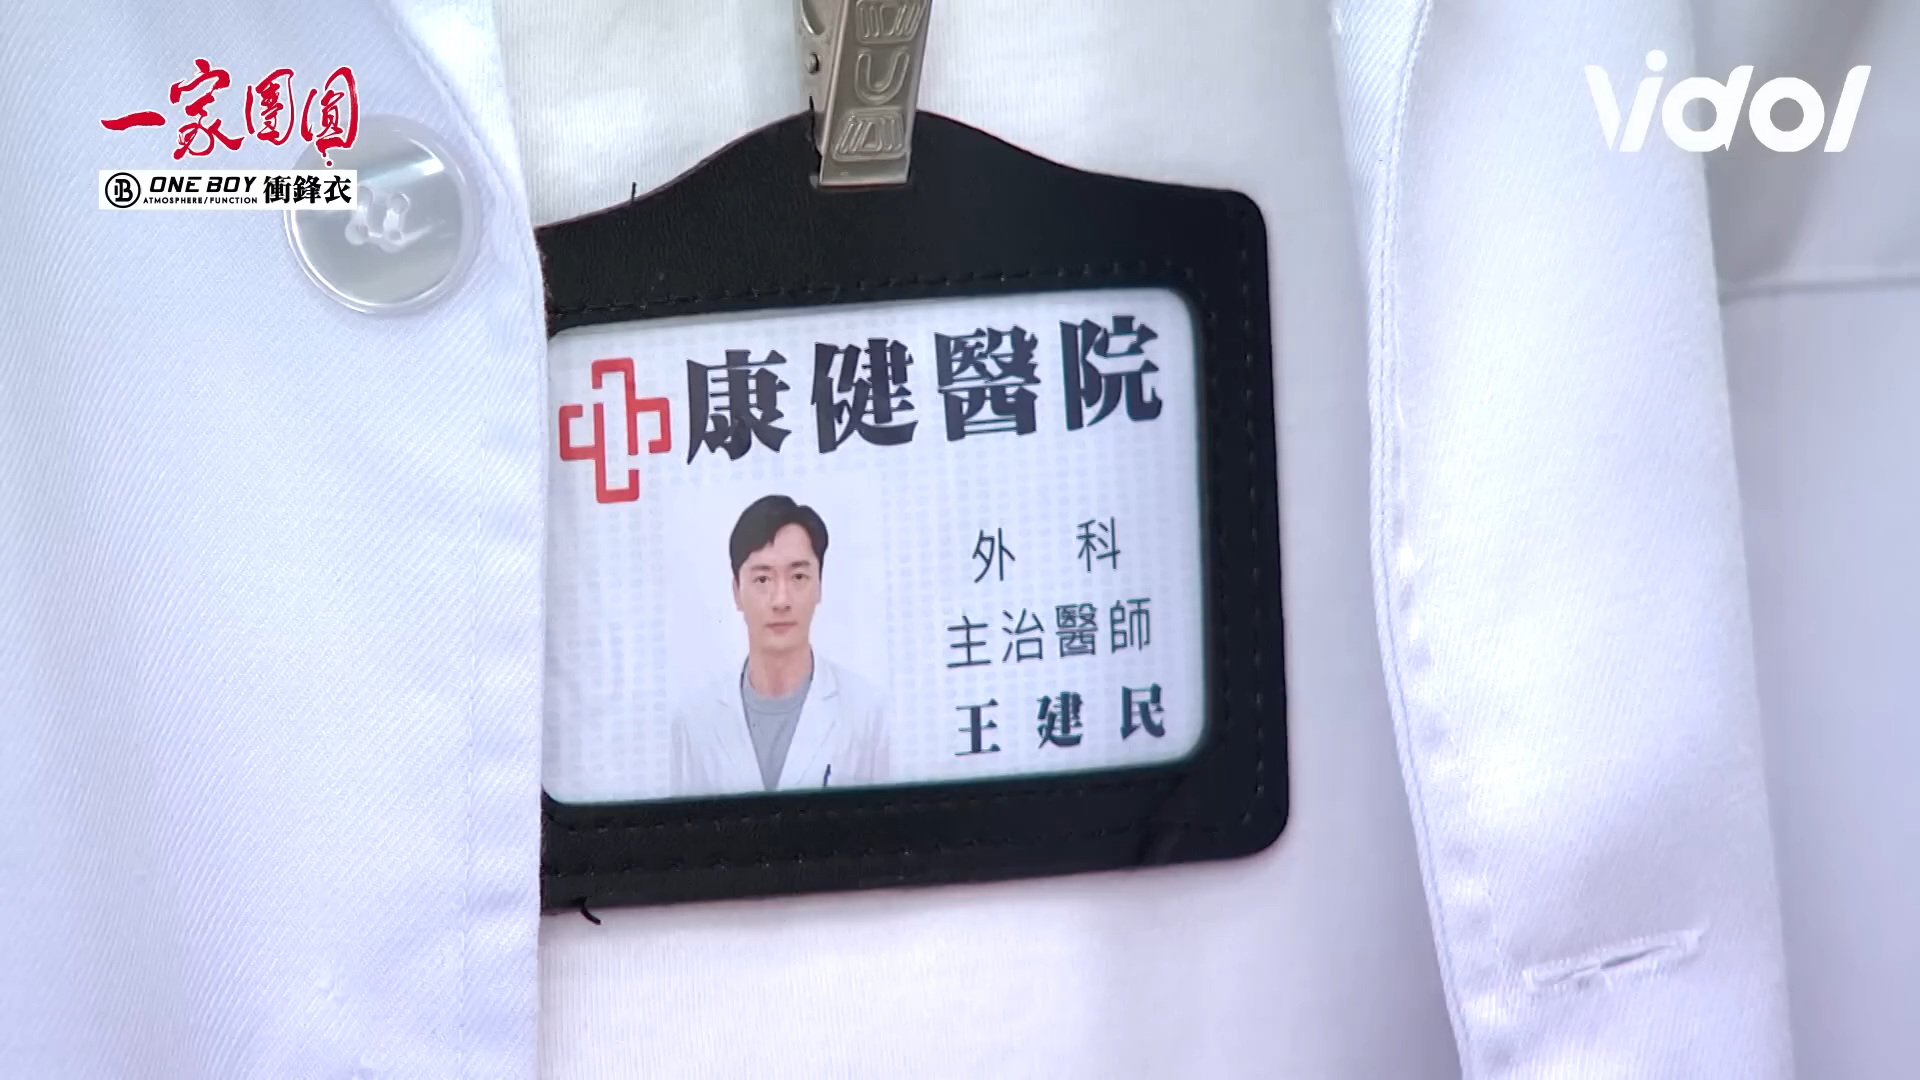 一家團圓
B ONE BOY 衝鋒衣
ATMOSPHERE/FUNCTION
Vidol
康健醫院
外科
主治醫師
王建民